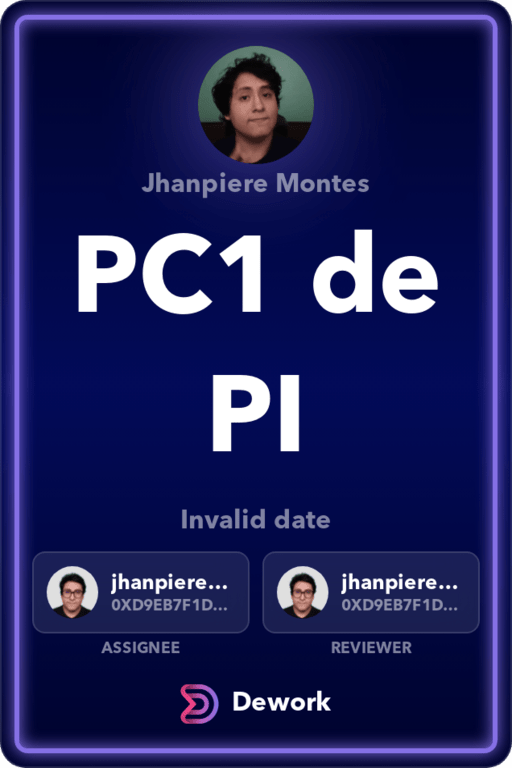 Jhanpiere Montes
PC1 de
PI
Invalid date
jhanpiere...
0XD9EB7F1D...
jhanpiere...
0XD9EB7F1D...
ASSIGNEE
REVIEWER
Dework